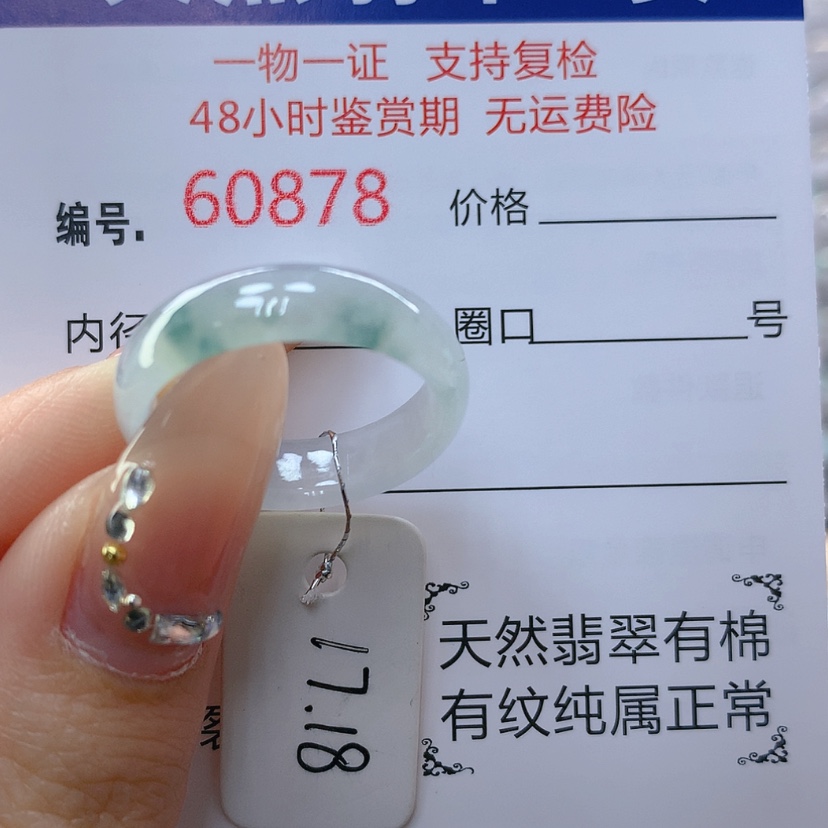 一物一证 支持复检
48小时鉴赏期 无运费险
编号. 60878 价格
内径 圈口 号
天然翡翠有棉
有纹纯属正常
17.18